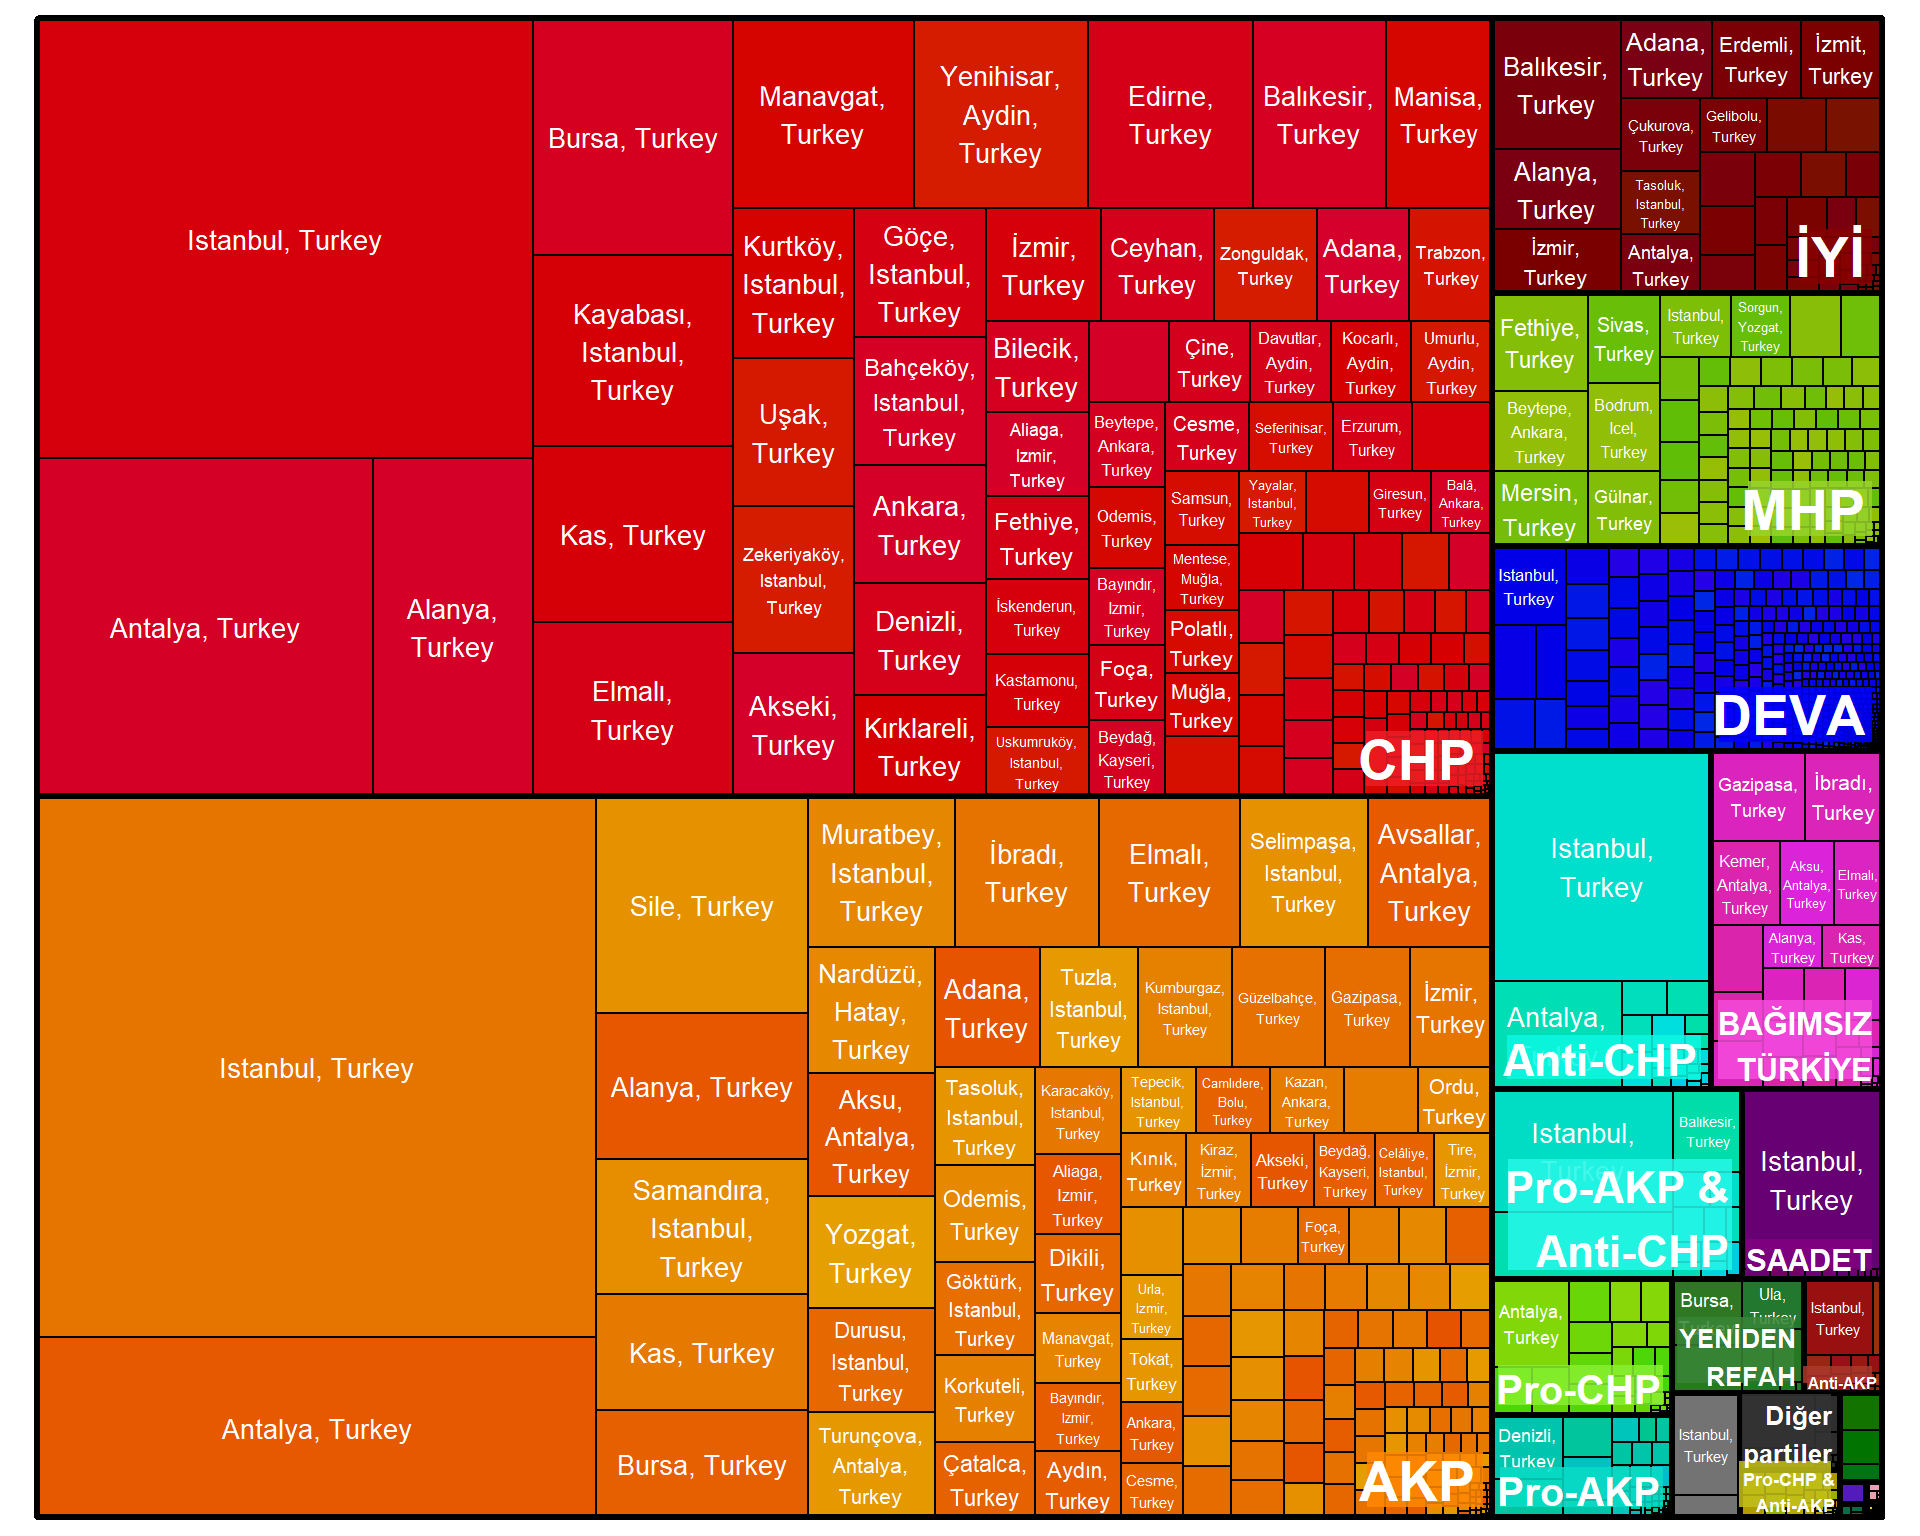 Istanbul, Turkey
Antalya, Turkey
Alanya,
Turkey
Bursa, Turkey
Kayabası,
Istanbul,
Turkey
Kas, Turkey
Elmalı,
Turkey
Manavgat,
Turkey
Yenihisar,
Aydin,
Turkey
Edirne,
Turkey
Balıkesir,
Turkey
Manisa,
Turkey
Kurtköy,
Istanbul,
Turkey
Uşak,
Turkey
Zekeriyaköy,
Istanbul,
Turkey
Akseki,
Turkey
Göçe,
Istanbul,
Turkey
Bahçeköy,
Istanbul,
Turkey
Ankara,
Turkey
Denizli,
Turkey
Kırklareli,
Turkey
İzmir,
Turkey
Ceyhan,
Turkey
Zonguldak,
Turkey
Adana,
Turkey
Trabzon,
Turkey
Bilecik,
Turkey
Aliaga,
Izmir,
Turkey
Fethiye,
Turkey
İskenderun,
Turkey
Kastamonu,
Turkey
Uskumruköy,
Istanbul,
Turkey
Çine,
Turkey
Davutlar,
Aydin,
Turkey
Kocarlı,
Aydin,
Turkey
Umurlu,
Aydin,
Turkey
Beytepe,
Ankara,
Turkey
Odemis,
Turkey
Bayındır,
Izmir,
Turkey
Foça,
Turkey
Beydağ,
Kayseri,
Turkey
Cesme,
Turkey
Seferihisar,
Turkey
Erzurum,
Turkey
Samsun,
Turkey
Mentese,
Muğla,
Turkey
Polatlı,
Turkey
Muğla,
Turkey
Yayalar,
Istanbul,
Turkey
Giresun,
Turkey
Balâ,
Ankara,
Turkey
CHP
Istanbul, Turkey
Antalya, Turkey
Sile, Turkey
Alanya, Turkey
Samandıra,
Istanbul,
Turkey
Kas, Turkey
Bursa, Turkey
Muratbey,
Istanbul,
Turkey
İbradı,
Turkey
Elmalı,
Turkey
Selimpaşa,
Istanbul,
Turkey
Avsallar,
Antalya,
Turkey
Nardüzü,
Hatay,
Turkey
Aksu,
Antalya,
Turkey
Yozgat,
Turkey
Durusu,
Istanbul,
Turkey
Turunçova,
Antalya,
Turkey
Adana,
Turkey
Tuzla,
Istanbul,
Turkey
Kumburgaz,
Istanbul,
Turkey
Güzelbahçe,
Turkey
Gazipasa,
Turkey
İzmir,
Turkey
Tasoluk,
Istanbul,
Turkey
Odemis,
Turkey
Göktürk,
Istanbul,
Turkey
Korkuteli,
Turkey
Çatalca,
Turkey
Karacaköy,
Istanbul,
Turkey
Aliaga,
Izmir,
Turkey
Dikili,
Turkey
Manavgat,
Turkey
Bayındır,
Izmir,
Turkey
Aydın,
Turkey
Tepecik,
Istanbul,
Turkey
Camlıdere,
Bolu,
Turkey
Kazan,
Ankara,
Turkey
Ordu,
Turkey
Kınık,
Turkey
Kiraz,
İzmir,
Turkey
Akseki,
Turkey
Beydağ,
Kayseri,
Turkey
Celâliye,
Istanbul,
Turkey
Tire,
İzmir,
Turkey
Foça,
Turkey
Urla,
Izmir,
Turkey
Tokat,
Turkey
Ankara,
Turkey
Cesme,
Turkey
AKP
Balıkesir,
Turkey
Alanya,
Turkey
İzmir,
Turkey
Adana,
Turkey
Erdemli,
Turkey
İzmit,
Turkey
Çukurova,
Turkey
Gelibolu,
Turkey
Tasoluk,
Istanbul,
Turkey
Antalya,
Turkey
İYİ
Fethiye,
Turkey
Beytepe,
Ankara,
Turkey
Mersin,
Turkey
Sivas,
Turkey
Bodrum,
Icel,
Turkey
Gülnar,
Turkey
Istanbul,
Turkey
Sorgun,
Yozgat,
Turkey
MHP
Istanbul,
Turkey
DEVA
Istanbul,
Turkey
Antalya,
Anti-CHP
Gazipasa,
Turkey
İbradı,
Turkey
Kemer,
Antalya,
Turkey
Aksu,
Antalya,
Turkey
Elmalı,
Turkey
Alanya,
Turkey
Kas,
Turkey
BAĞIMSIZ
TÜRKİYE
Istanbul,
Turkey
Balıkesir,
Turkey
Pro-AKP &
Anti-CHP
Istanbul,
Turkey
SAADET
Antalya,
Turkey
Pro-CHP
Bursa,
Ula,
Turkey
YENİDEN
REFAH
Istanbul,
Turkey
Anti-AKP
Denizli,
Turkey
Pro-AKP
Istanbul,
Turkey
Diğer
partiler
Pro-CHP &
Anti-AKP